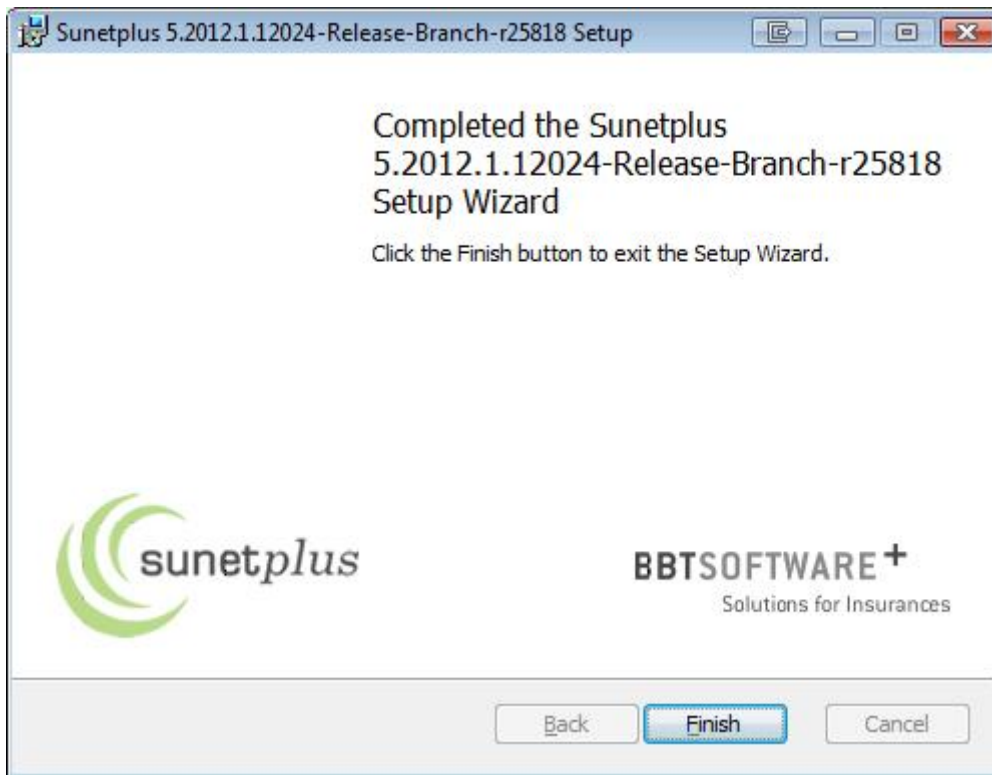 Sunetplus 5.2012.1.12024-Release-Branch-r25818 Setup
Completed the Sunetplus
5.2012.1.12024-Release-Branch-r25818
Setup Wizard
Click the Finish button to exit the Setup Wizard.
sunetplus
BBTSOFTWARE+
Solutions for Insurances
Back
Finish
Cancel